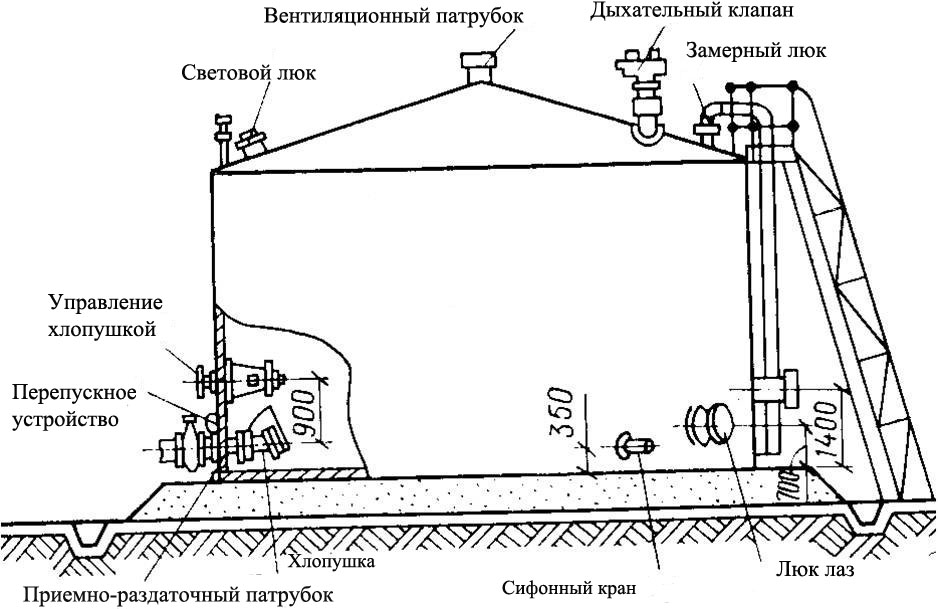 Вентиляционный патрубок
Дыхательный клапан
Световой люк
Замерный люк
Управление
хлопушкой
Перепускное
устройство
900
350
1400
700
Хлопушка
Приемно-раздаточный патрубок
Сифонный кран
Люк лаз